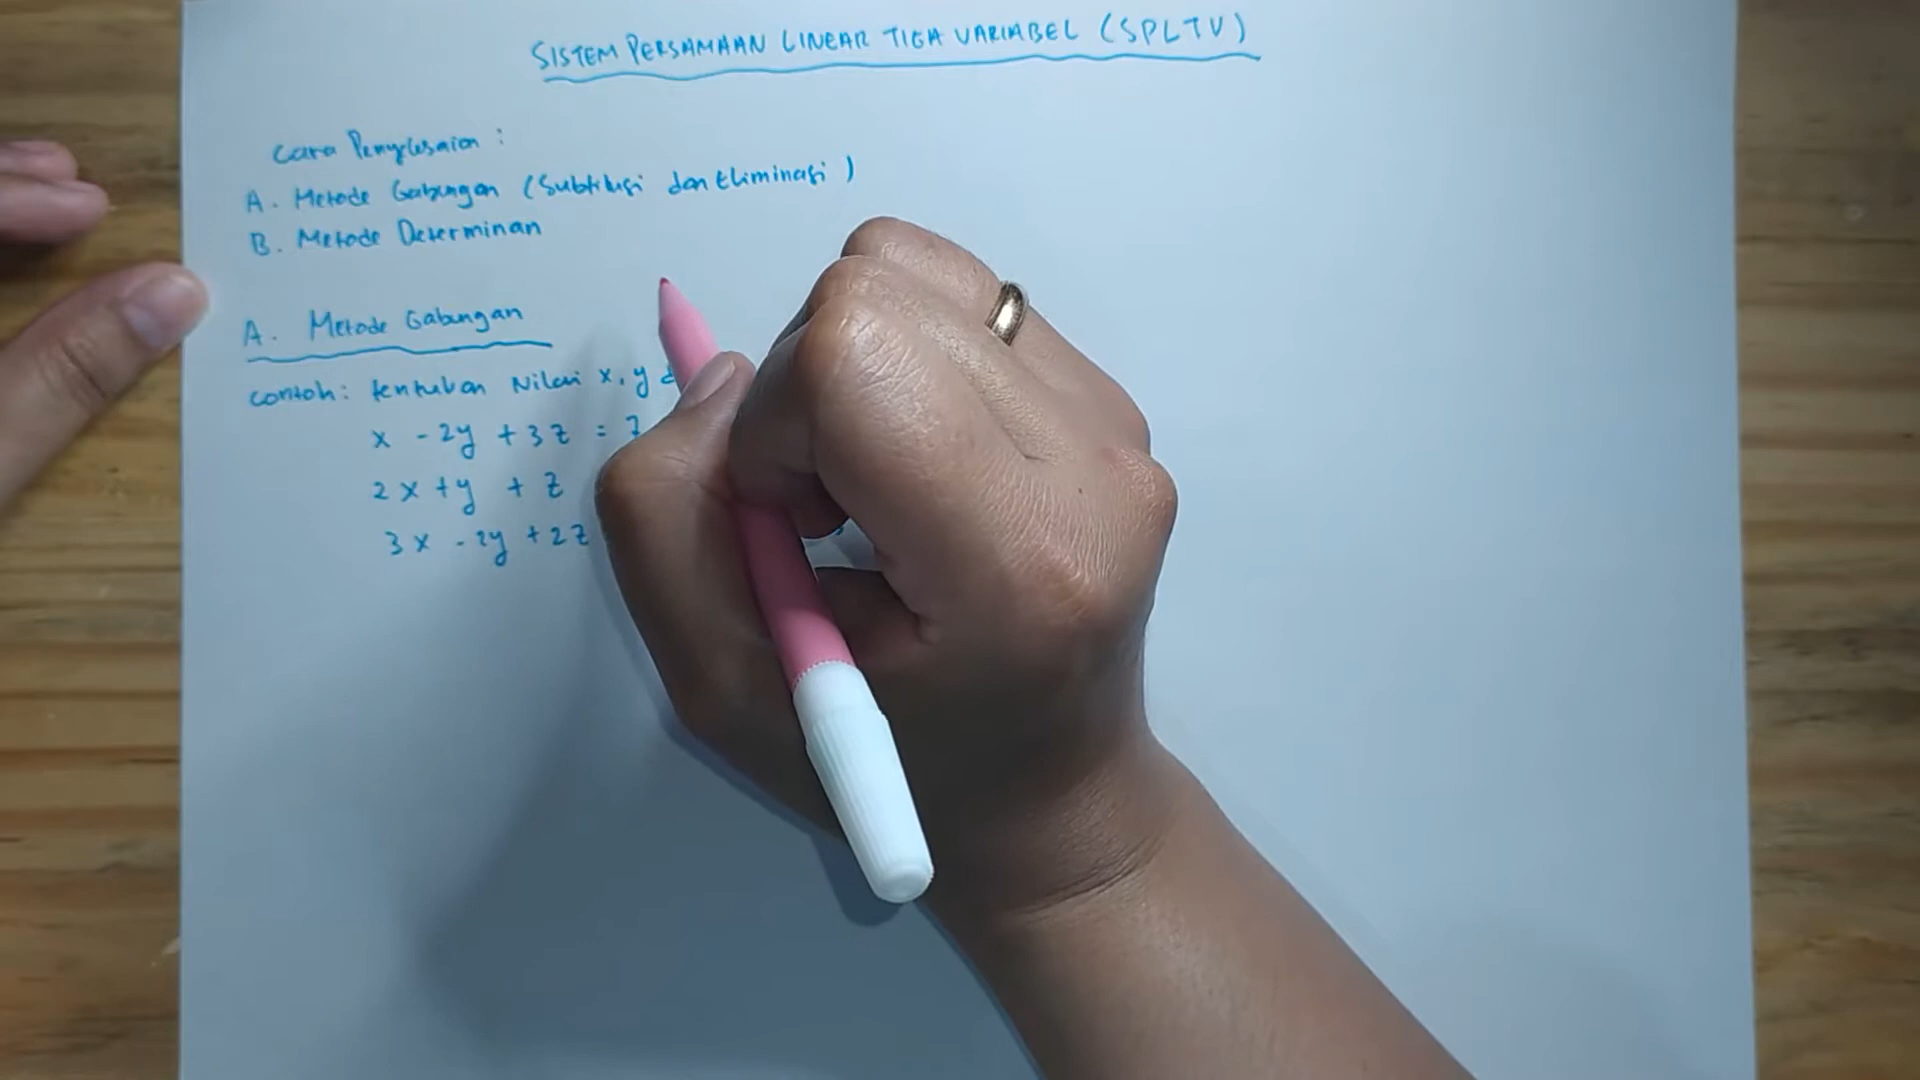 SISTEM PERSAMAAN LINEAR TIGA VARIABEL (SPLTV)
Cara Penyelesaian :
A. Metode Gabungan (Subtitusi dan Eliminasi)
B. Metode Determinan
A. Metode Gabungan
Contoh: tentukan Nilai x, y
x - 2y + 3z = 7
2x + y + z
3x - 2y + 2z